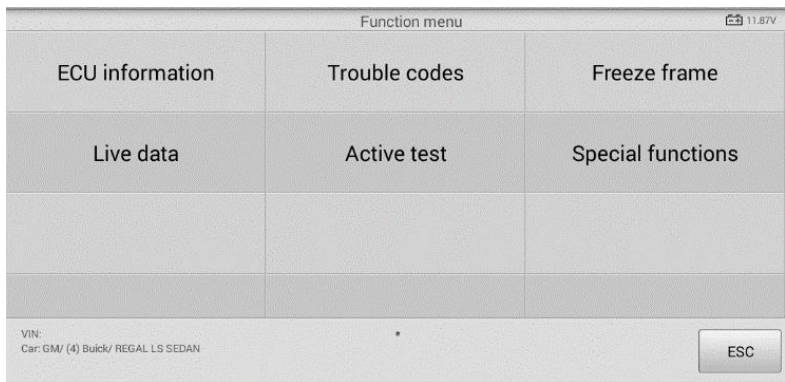 Function menu
11.87V
ECU information
Trouble codes
Freeze frame
Live data
Active test
Special functions
VIN:
Car: GM/ (4) Buick/ REGAL LS SEDAN
ESC